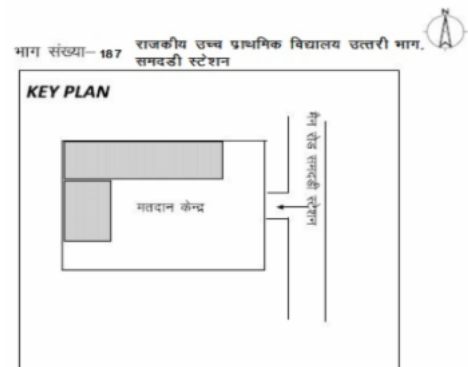 N
भाग संख्या– 187 राजकीय उच्च प्राथमिक विद्यालय उत्तरी भाग,
समदडी स्टेशन
KEY PLAN
मतदान केन्द्र
मैन रोड समदडी स्टेशन